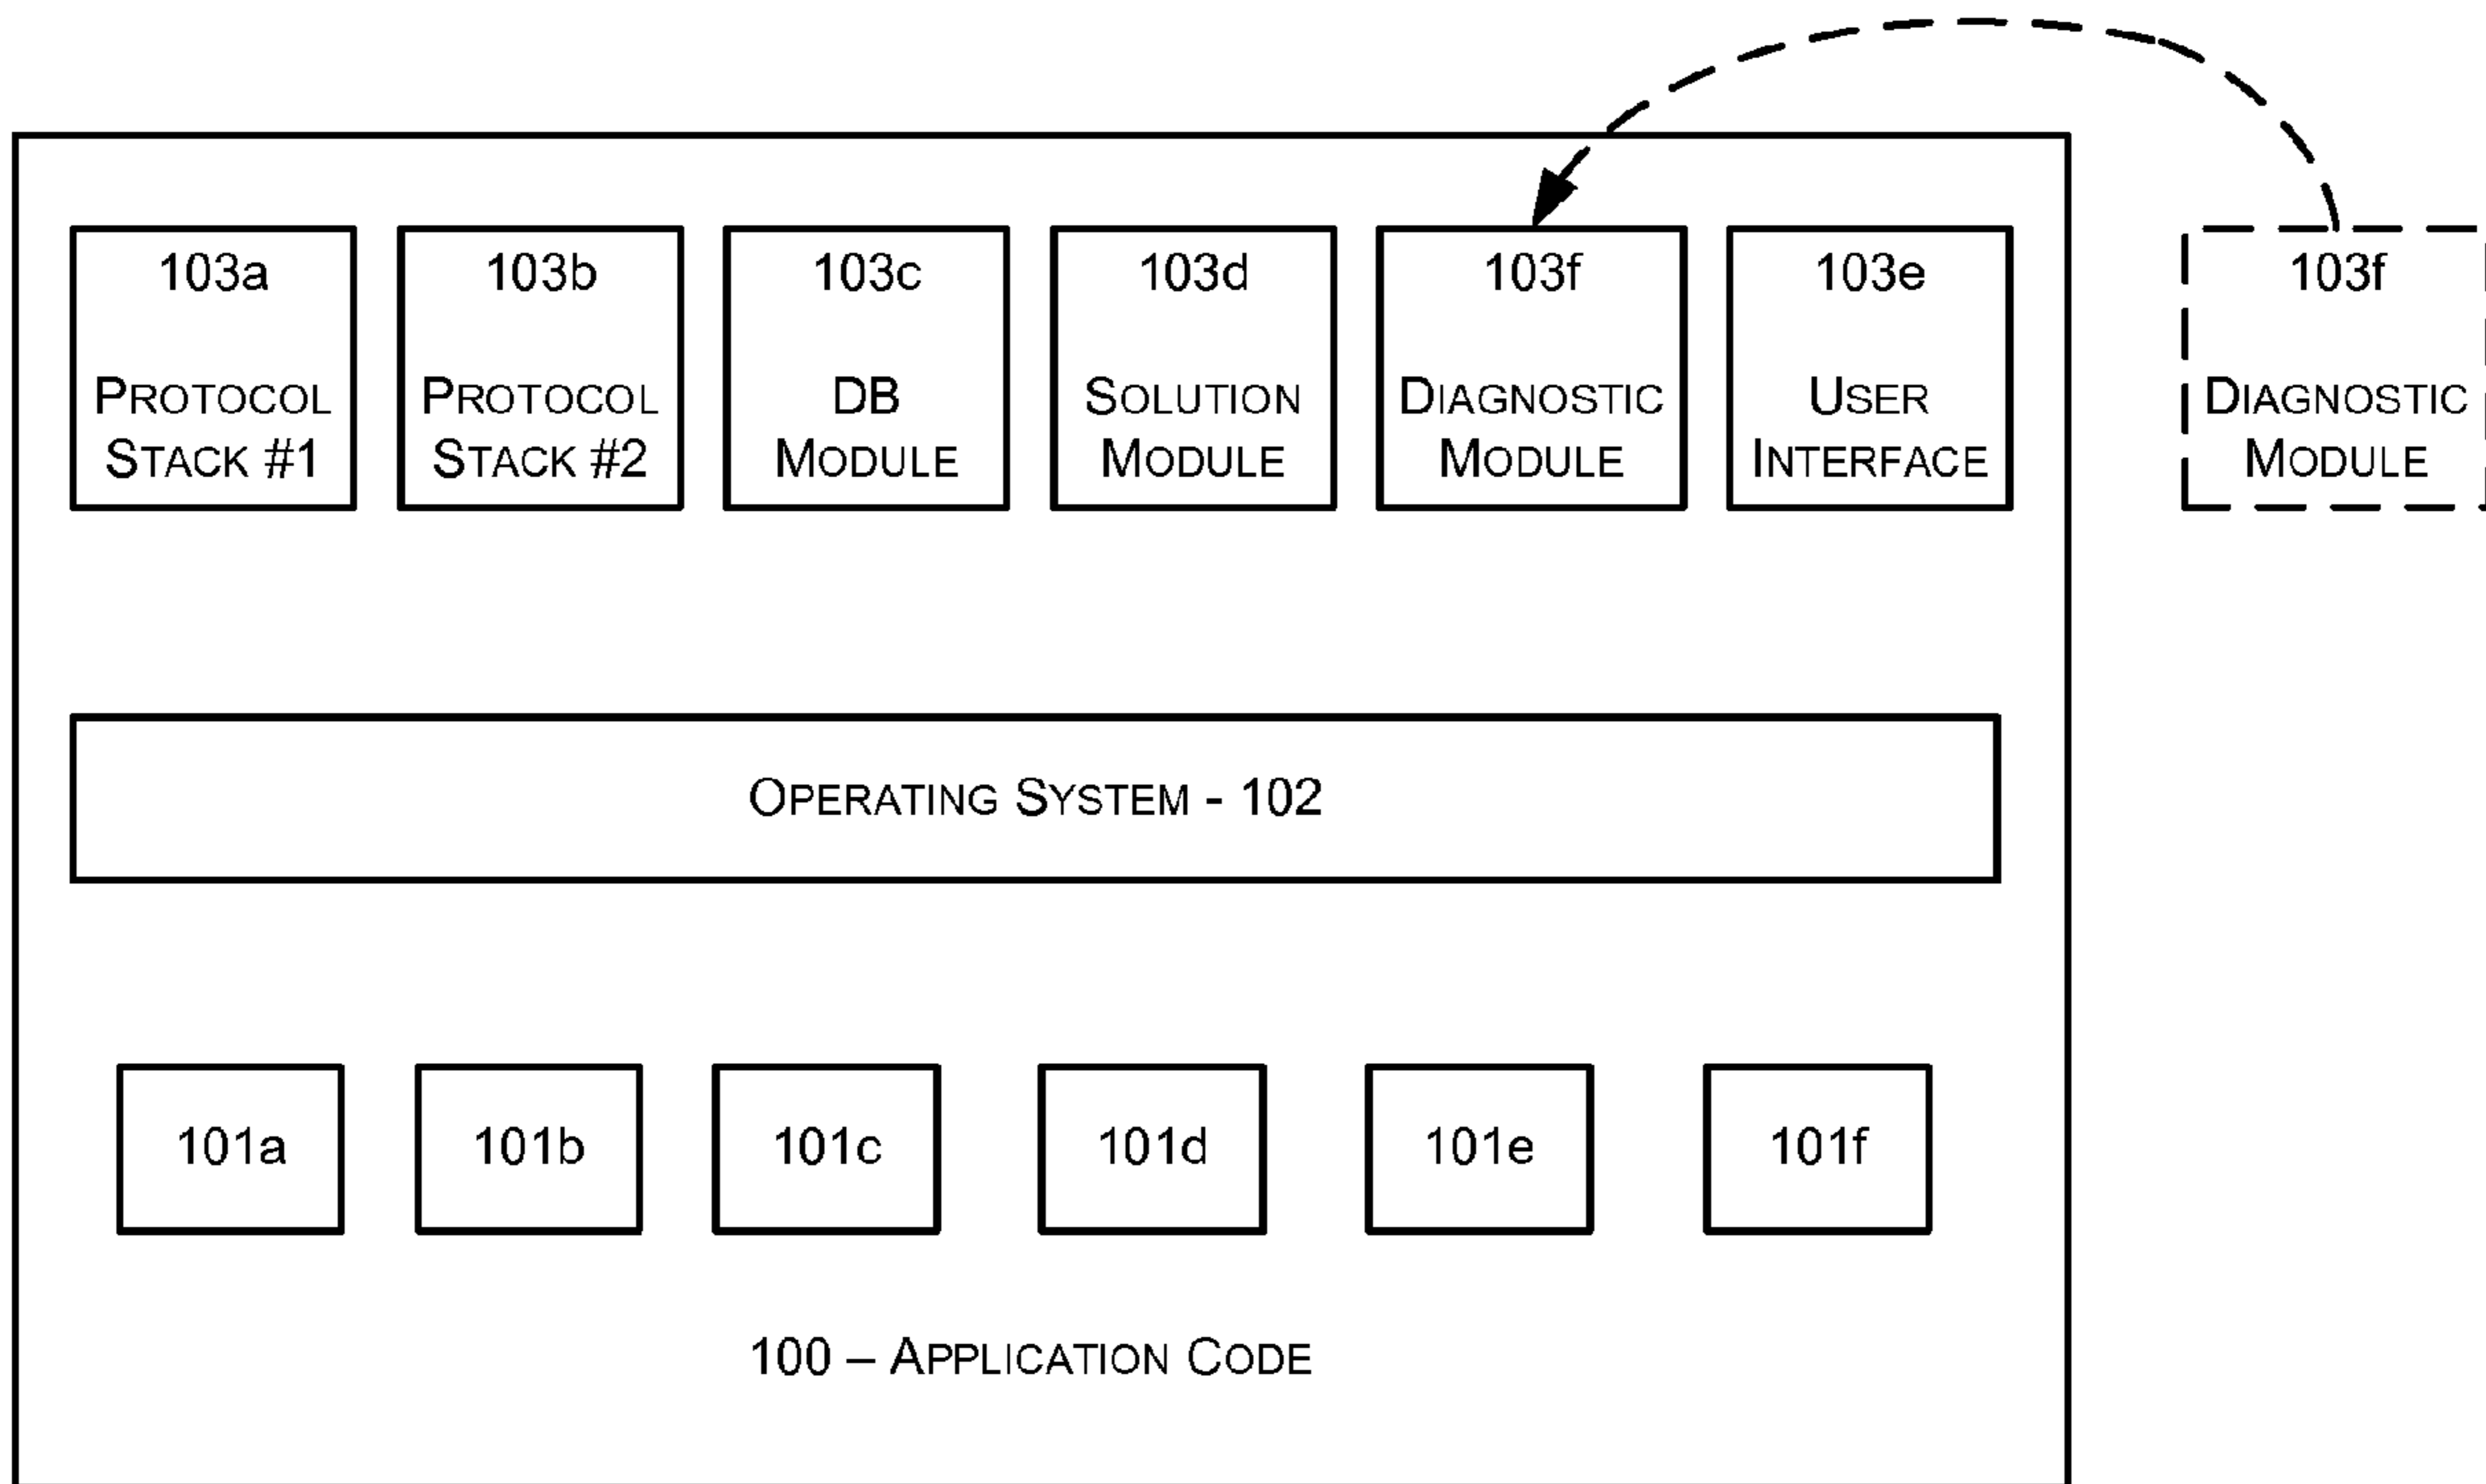 103a
PROTOCOL
STACK #1
103b
PROTOCOL
STACK #2
103c
DB
MODULE
103d
SOLUTION
MODULE
103f
DIAGNOSTIC
MODULE
103e
USER
INTERFACE
103f
DIAGNOSTIC
MODULE
OPERATING SYSTEM - 102
101a
101b
101c
101d
101e
101f
100 – APPLICATION CODE